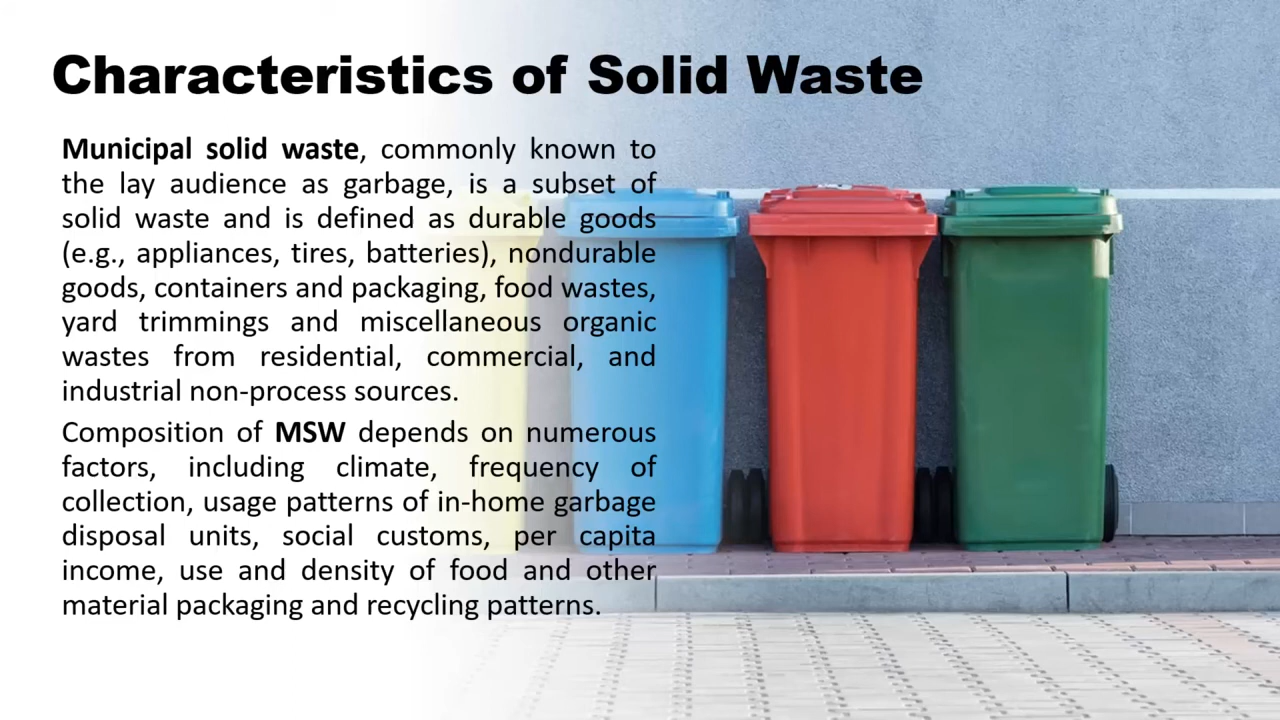 Characteristics of Solid Waste
Municipal solid waste, commonly known to
the lay audience as garbage, is a subset of
solid waste and is defined as durable goods
(e.g., appliances, tires, batteries), nondurable
goods, containers and packaging, food wastes,
yard trimmings and miscellaneous organic
wastes from residential, commercial, and
industrial non-process sources.
Composition of MSW depends on numerous
factors, including climate, frequency of
collection, usage patterns of in-home garbage
disposal units, social customs, per capita
income, use and density of food and other
material packaging and recycling patterns.